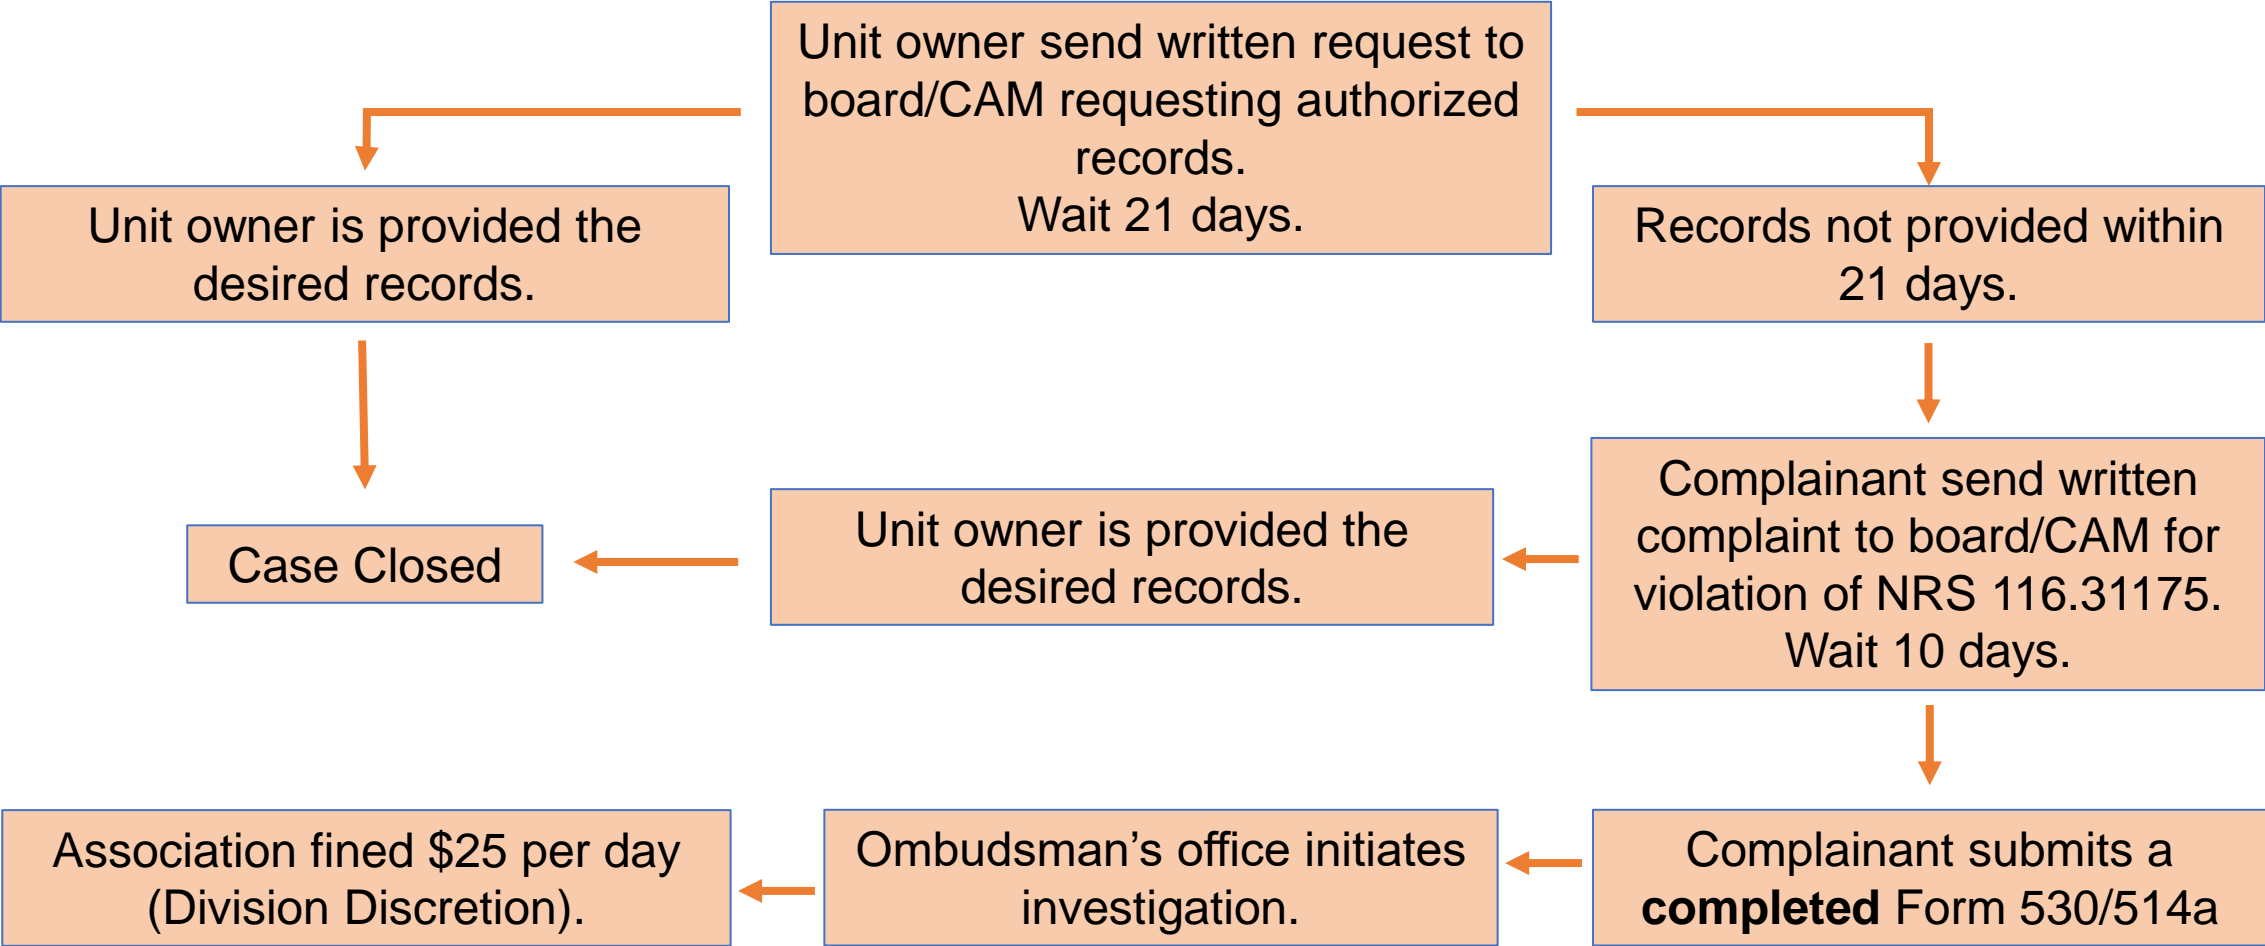 Unit owner send written request to
board/CAM requesting authorized
records.
Wait 21 days.
Unit owner is provided the
desired records.
Records not provided within
21 days.
Complainant send written
complaint to board/CAM for
violation of NRS 116.31175.
Wait 10 days.
Unit owner is provided the
desired records.
Case Closed
Complainant submits a
completed Form 530/514a
Ombudsman’s office initiates
investigation.
Association fined $25 per day
(Division Discretion).